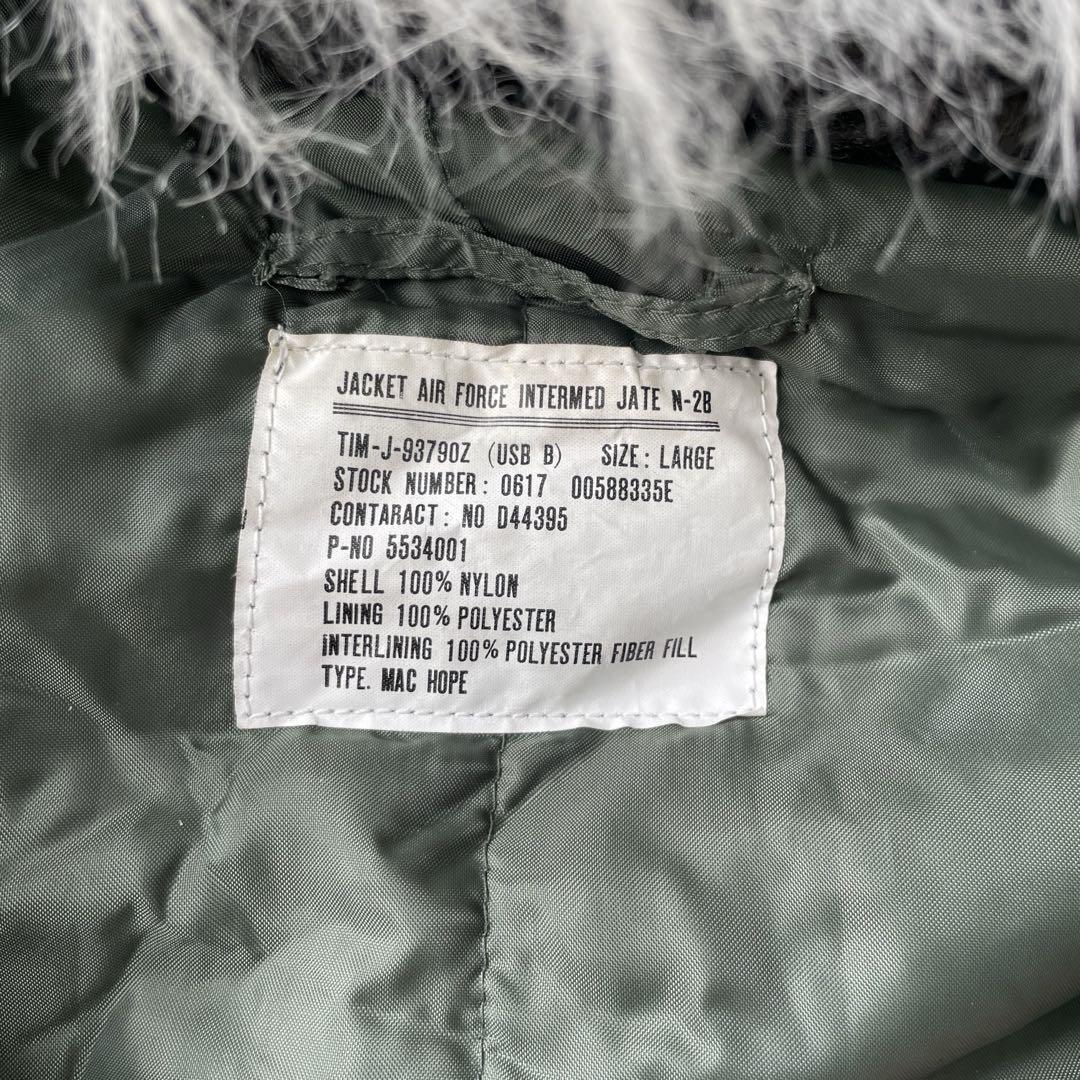 JACKET AIR FORCE INTERMED JATE N-2B
TIM-J-93790Z (USB B) SIZE: LARGE
STOCK NUMBER: 0617 00588335E
CONTARACT: NO D44395
P-NO 5534001
SHELL 100% NYLON
LINING 100% POLYESTER
INTERLINING 100% POLYESTER FIBER FILL
TYPE. MAC HOPE